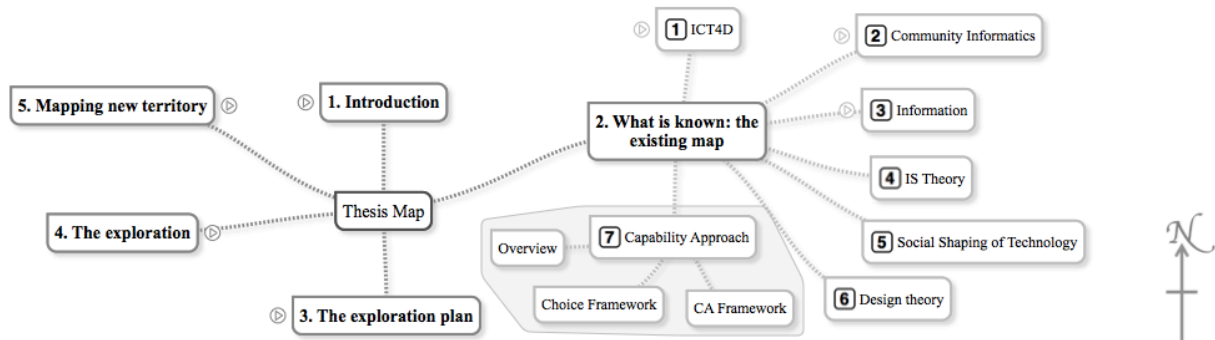 1 ICT4D
2 Community Informatics
5. Mapping new territory
1. Introduction
3 Information
2. What is known: the
existing map
4 IS Theory
Thesis Map
4. The exploration
7 Capability Approach
Overview
5 Social Shaping of Technology
N
Choice Framework
CA Framework
6 Design theory
3. The exploration plan